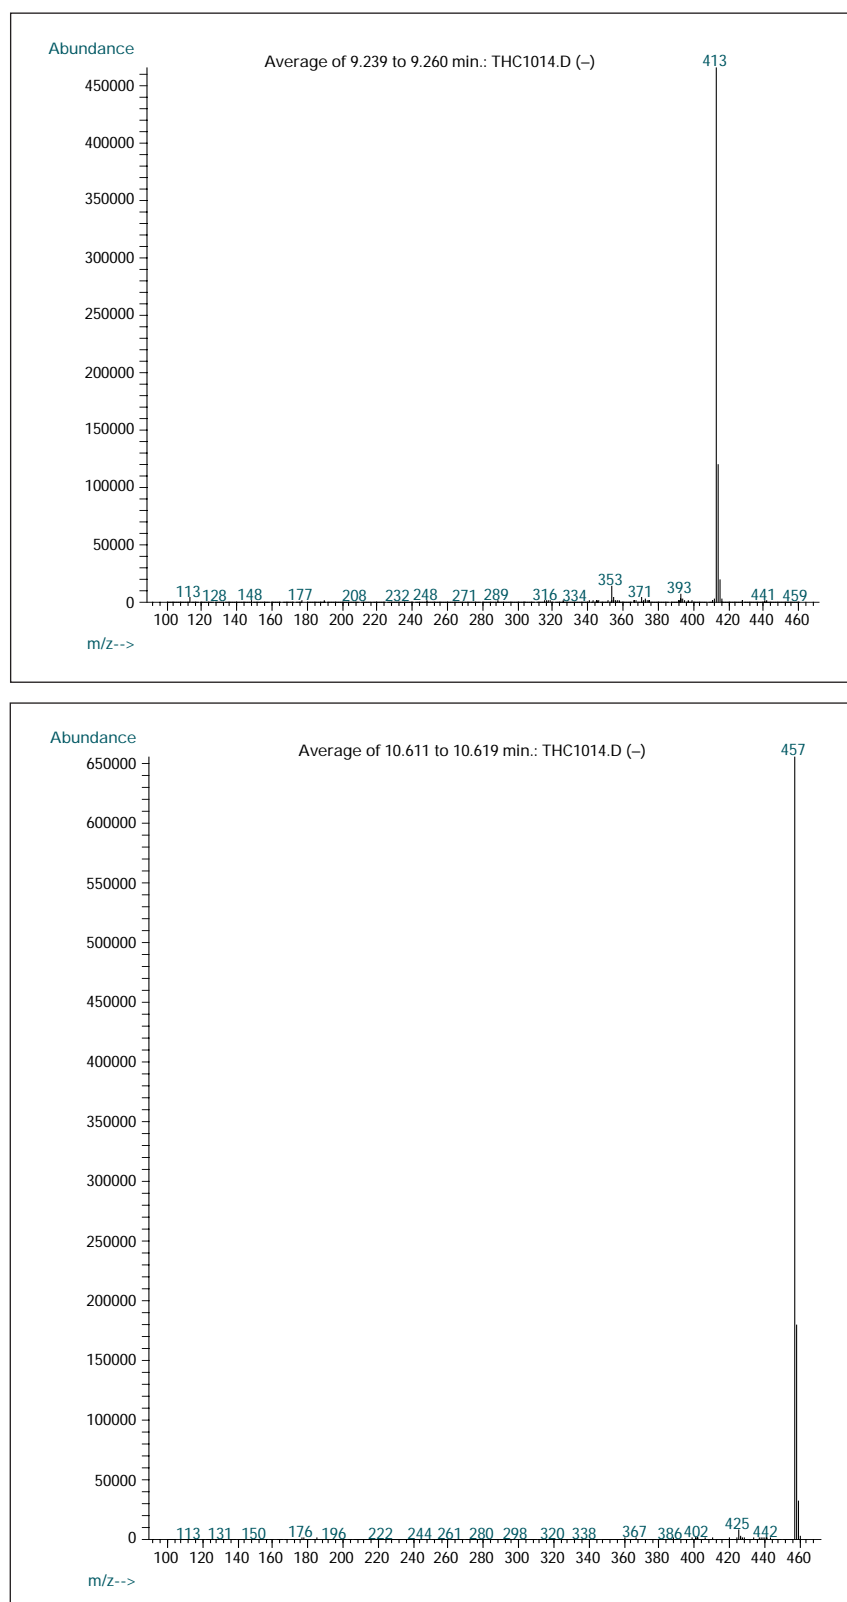 Abundance
Average of 9.239 to 9.260 min.: THC1014.D (–)
413
450000
400000
350000
300000
250000
200000
150000
100000
50000
0
113 128 148 177 208 232 248 271 289 316 334 353 371 393 441 459
100 120 140 160 180 200 220 240 260 280 300 320 340 360 380 400 420 440 460
m/z-->
Abundance
Average of 10.611 to 10.619 min.: THC1014.D (–)
457
650000
600000
550000
500000
450000
400000
350000
300000
250000
200000
150000
100000
50000
0
113 131 150 176 196 222 244 261 280 298 320 338 367 386 402 425 442
100 120 140 160 180 200 220 240 260 280 300 320 340 360 380 400 420 440 460
m/z-->